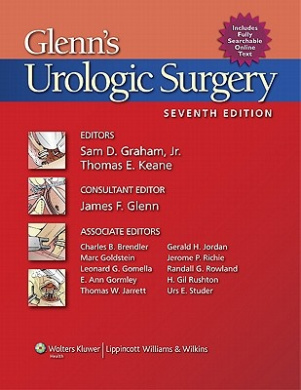 Glenn's
Urologic Surgery
Includes
Fully
Searchable
Online
Text
SEVENTH EDITION
EDITORS
Sam D. Graham, Jr.
Thomas E. Keane
CONSULTANT EDITOR
James F. Glenn
ASSOCIATE EDITORS
Charles B. Brendler
Marc Goldstein
Leonard G. Gomella
E. Ann Gormley
Thomas W. Jarrett
Gerald H. Jordan
Jerome P. Richie
Randall G. Rowland
H. Gil Rushton
Urs E. Studer
Wolters Kluwer
Health
Lippincott Williams & Wilkins